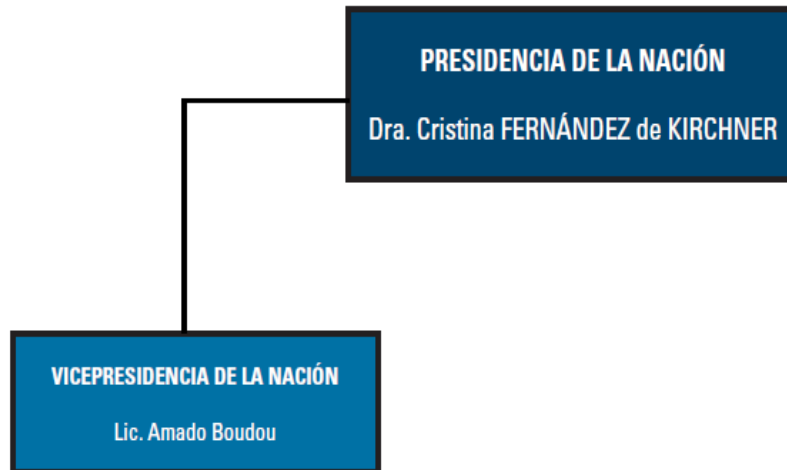 PRESIDENCIA DE LA NACIÓN
Dra. Cristina FERNÁNDEZ de KIRCHNER
VICEPRESIDENCIA DE LA NACIÓN
Lic. Amado Boudou